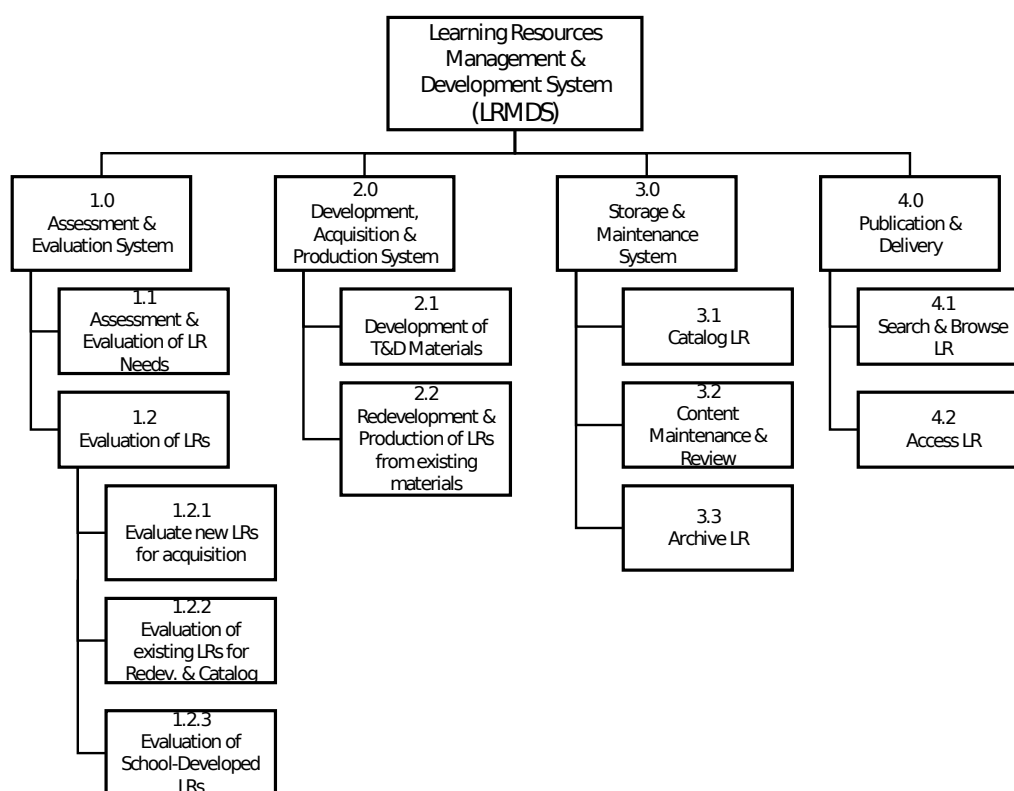 Learning Resources
Management &
Development System
(LRMDS)
1.0
Assessment &
Evaluation System
2.0
Development,
Acquisition &
Production System
3.0
Storage &
Maintenance
System
4.0
Publication &
Delivery
1.1
Assessment &
Evaluation of LR
Needs
1.2
Evaluation of LRs
1.2.1
Evaluate new LRs
for acquisition
1.2.2
Evaluation of
existing LRs for
Redev. & Catalog
1.2.3
Evaluation of
School-Developed
LRs
2.1
Development of
T&D Materials
2.2
Redevelopment &
Production of LRs
from existing
materials
3.1
Catalog LR
3.2
Content
Maintenance &
Review
3.3
Archive LR
4.1
Search & Browse
LR
4.2
Access LR